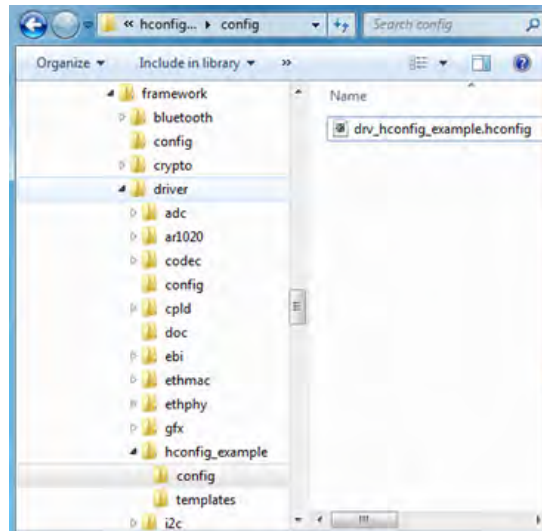 « hconfig... ▸ config
Search config
Organize ▾ Include in library ▾ »
Name
drv_hconfig_example.hconfig
framework
bluetooth
config
crypto
driver
adc
ar1020
codec
config
cpld
doc
ebi
ethmac
ethphy
gfx
hconfig_example
config
templates
i2c